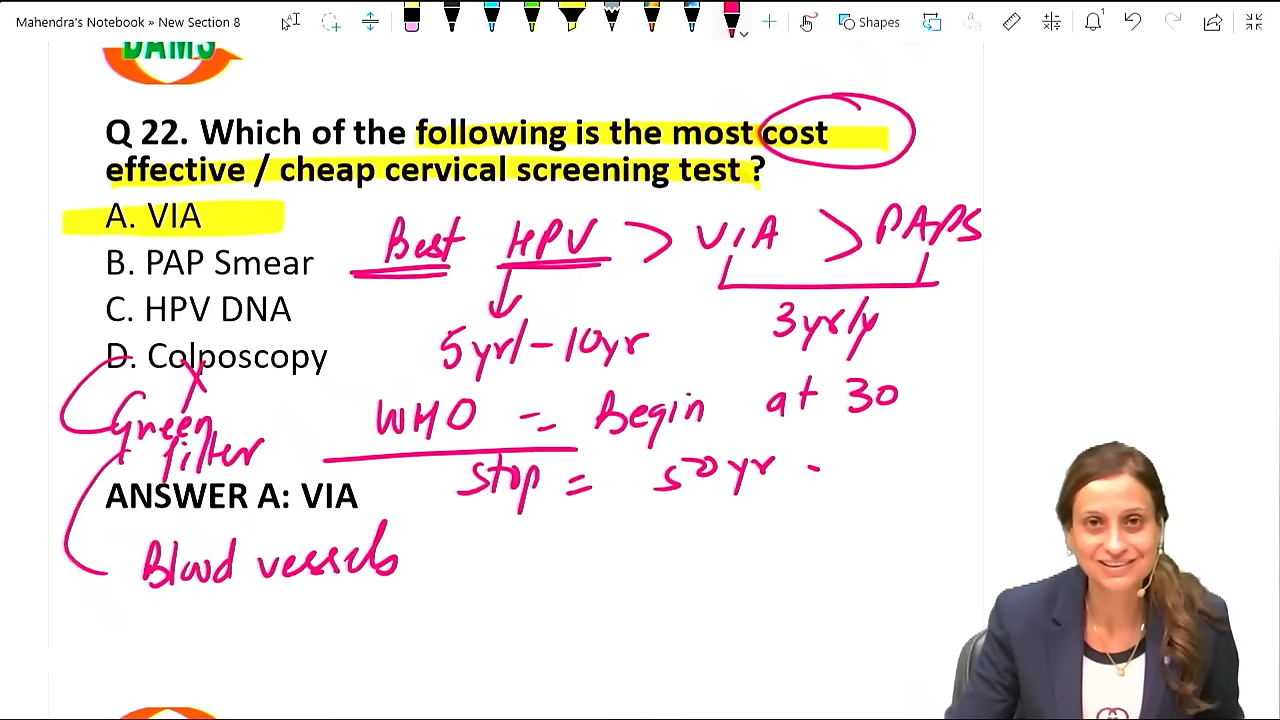 Mahendra's Notebook » New Section 8
Shapes
DAMS
Q 22. Which of the following is the most cost
effective / cheap cervical screening test ?
A. VIA
B. PAP Smear
C. HPV DNA
D. Colposcopy
Best HPV > VIA > PAPS
5yr/ - 10yr
3yr/y
WHO = Begin at 30
Stop = 50yr -
Green
filter
ANSWER A: VIA
Blood vessels